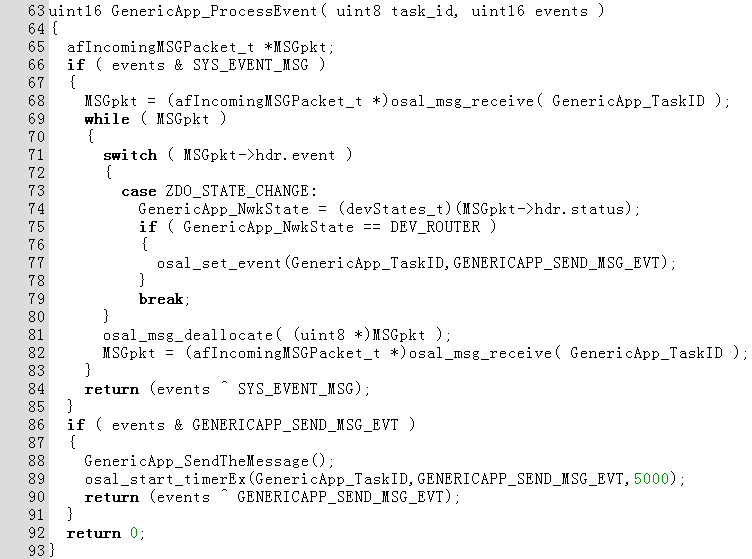 63 uint16 GenericApp_ProcessEvent( uint8 task_id, uint16 events )
64 {
65   afIncomingMSGPacket_t *MSGpkt;
66   if ( events & SYS_EVENT_MSG )
67   {
68     MSGpkt = (afIncomingMSGPacket_t *)osal_msg_receive( GenericApp_TaskID );
69     while ( MSGpkt )
70     {
71       switch ( MSGpkt->hdr.event )
72       {
73         case ZDO_STATE_CHANGE:
74           GenericApp_NwkState = (devStates_t)(MSGpkt->hdr.status);
75           if ( GenericApp_NwkState == DEV_ROUTER )
76           {
77             osal_set_event(GenericApp_TaskID,GENERICAPP_SEND_MSG_EVT);
78           }
79           break;
80       }
81       osal_msg_deallocate( (uint8 *)MSGpkt );
82       MSGpkt = (afIncomingMSGPacket_t *)osal_msg_receive( GenericApp_TaskID );
83     }
84     return (events ^ SYS_EVENT_MSG);
85   }
86   if ( events & GENERICAPP_SEND_MSG_EVT )
87   {
88     GenericApp_SendTheMessage();
89     osal_start_timerEx(GenericApp_TaskID,GENERICAPP_SEND_MSG_EVT,5000);
90     return (events ^ GENERICAPP_SEND_MSG_EVT);
91   }
92   return 0;
93 }